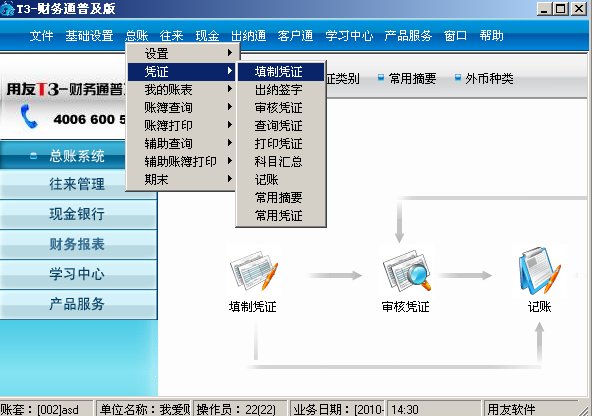 T3-财务通普及版
文件 基础设置 总账 往来 现金 出纳通 客户通 学习中心 产品服务 窗口 帮助
用友T3-财务通普
4006 600 5
证类别 常用摘要 外币种类
设置
凭证
我的账表
账簿查询
账簿打印
辅助查询
辅助账簿打印
期末
填制凭证
出纳签字
审核凭证
查询凭证
打印凭证
科目汇总
记账
常用摘要
常用凭证
总账系统
往来管理
现金银行
财务报表
学习中心
产品服务
填制凭证 审核凭证 记账
账套：[002]asd 单位名称：我爱购 操作员：22(22) 业务日期：[2010- 14:30 用友软件